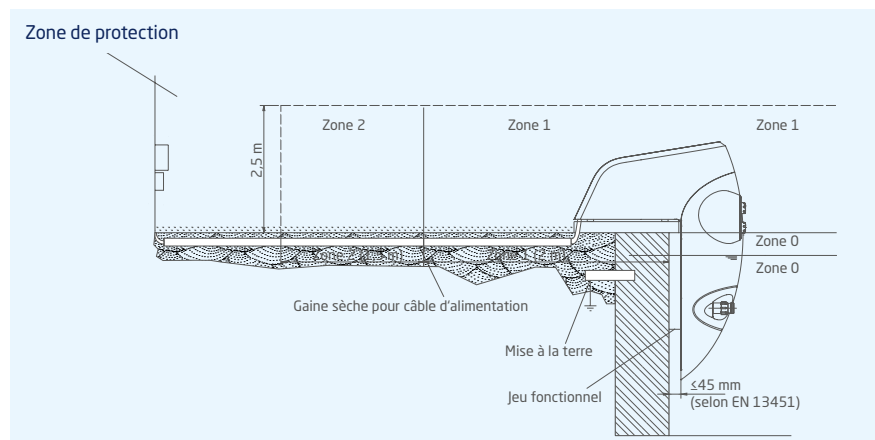 Zone de protection
Zone 2
Zone 1
Zone 1
2,5 m
Zone 0
Zone 0
Gaine sèche pour câble d'alimentation
Mise à la terre
Jeu fonctionnel
≤45 mm
(selon EN 13451)